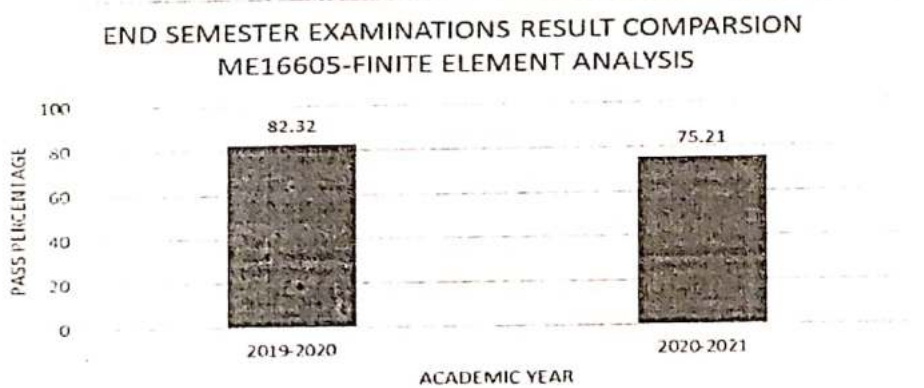 END SEMESTER EXAMINATIONS RESULT COMPARSION
ME16605-FINITE ELEMENT ANALYSIS
100
80
60
40
20
0
PASS PERCENTAGE
82.32
75.21
2019-2020
2020-2021
ACADEMIC YEAR